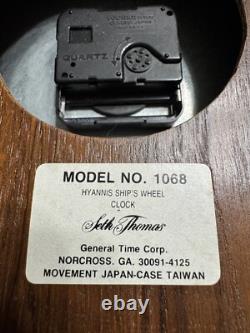 QUARTZ
MODEL NO. 1068
HYANNIS SHIP'S WHEEL
CLOCK
Seth Thomas
General Time Corp.
NORCROSS. GA. 30091-4125
MOVEMENT JAPAN-CASE TAIWAN